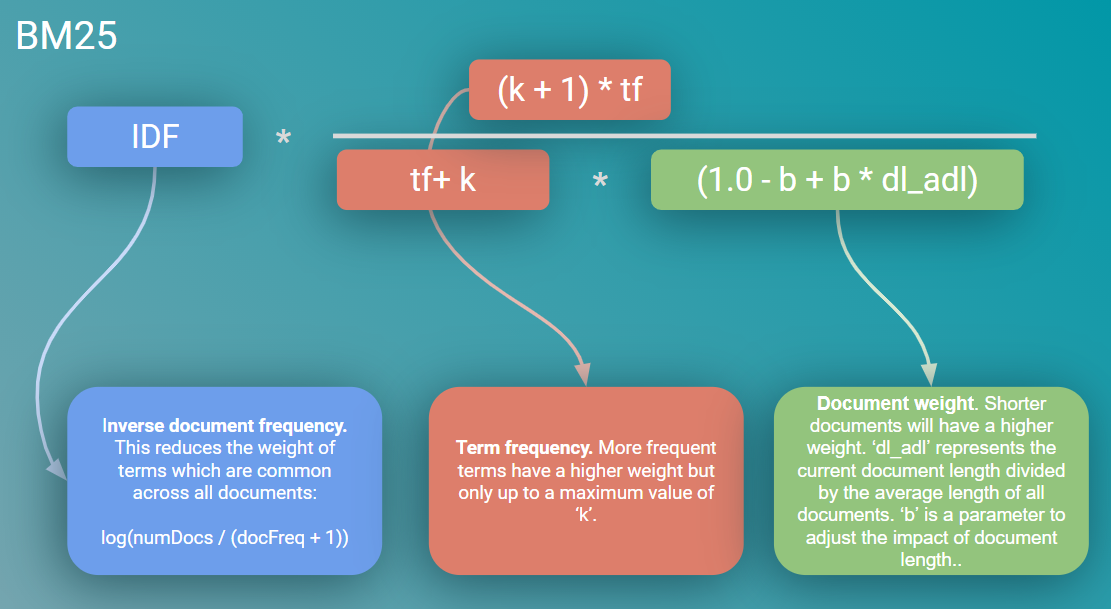 BM25
(k + 1) * tf
IDF
*
tf+ k
*
(1.0 - b + b * dl_adl)
Inverse document frequency.
This reduces the weight of
terms which are common
across all documents:
log(numDocs / (docFreq + 1))
Term frequency. More frequent
terms have a higher weight but
only up to a maximum value of
‘k’.
Document weight. Shorter
documents will have a higher
weight. ‘dl_adl’ represents the
current document length divided
by the average length of all
documents. ‘b’ is a parameter to
adjust the impact of document
length..